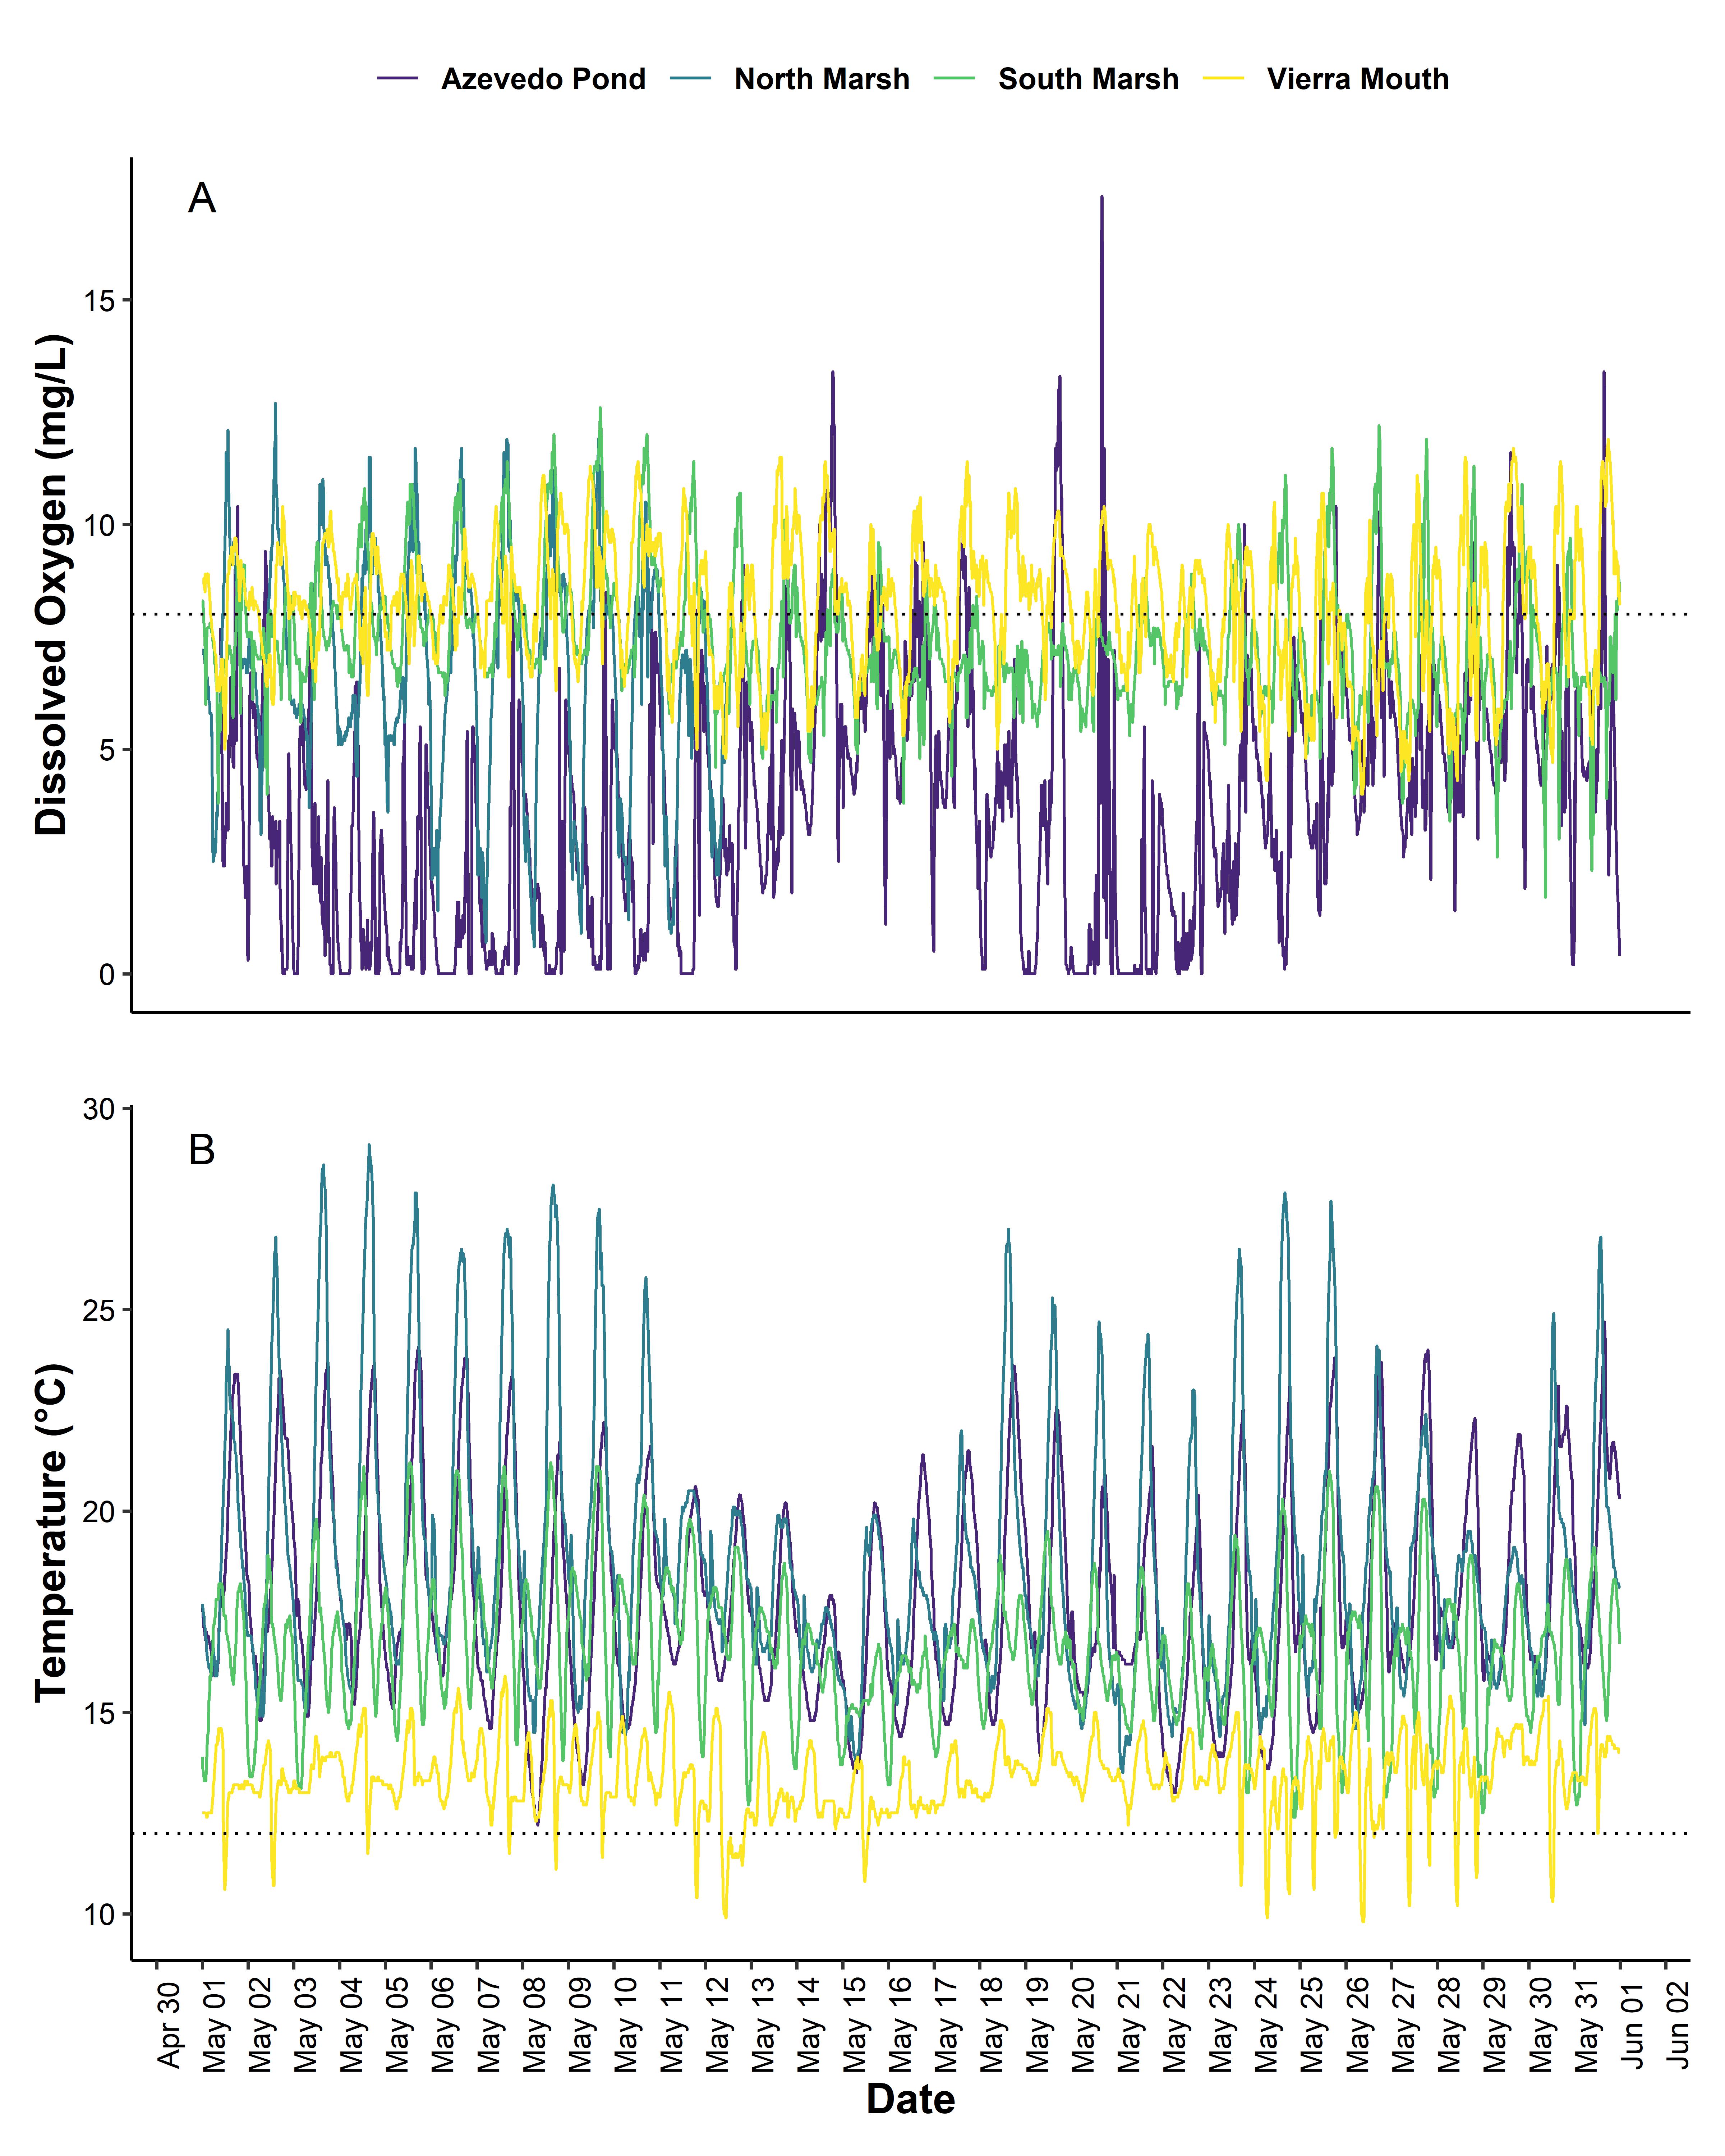 Azevedo Pond North Marsh South Marsh Vierra Mouth
A
Dissolved Oxygen (mg/L)
15
10
5
0
B
Temperature (°C)
30
25
20
15
10
Apr 30
May 01
May 02
May 03
May 04
May 05
May 06
May 07
May 08
May 09
May 10
May 11
May 12
May 13
May 14
May 15
May 16
May 17
May 18
May 19
May 20
May 21
May 22
May 23
May 24
May 25
May 26
May 27
May 28
May 29
May 30
May 31
Jun 01
Jun 02
Date